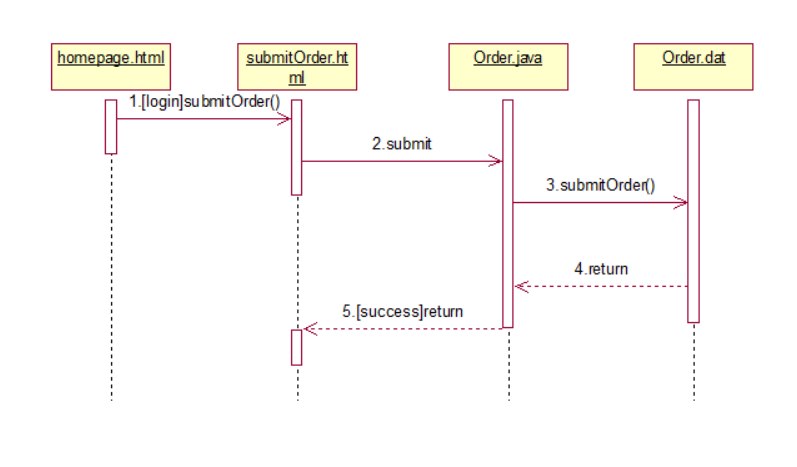 homepage.html
submitOrder.ht
ml
Order.java
Order.dat
1.[login]submitOrder()
2.submit
3.submitOrder()
4.return
5.[success]return